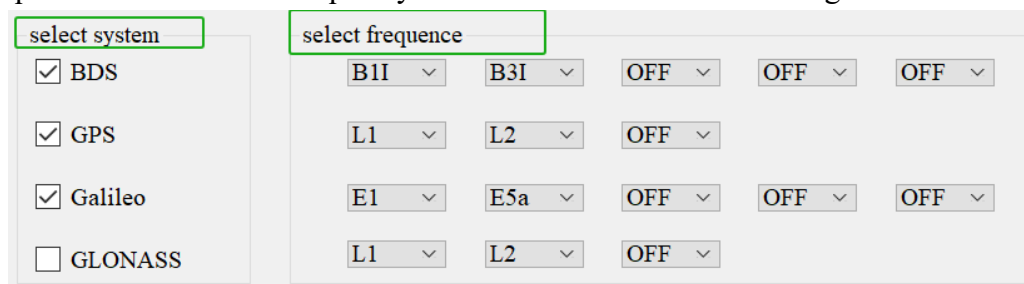 select system select frequence
BDS B1I B3I OFF OFF OFF
GPS L1 L2 OFF
Galileo E1 E5a OFF OFF OFF
GLONASS L1 L2 OFF